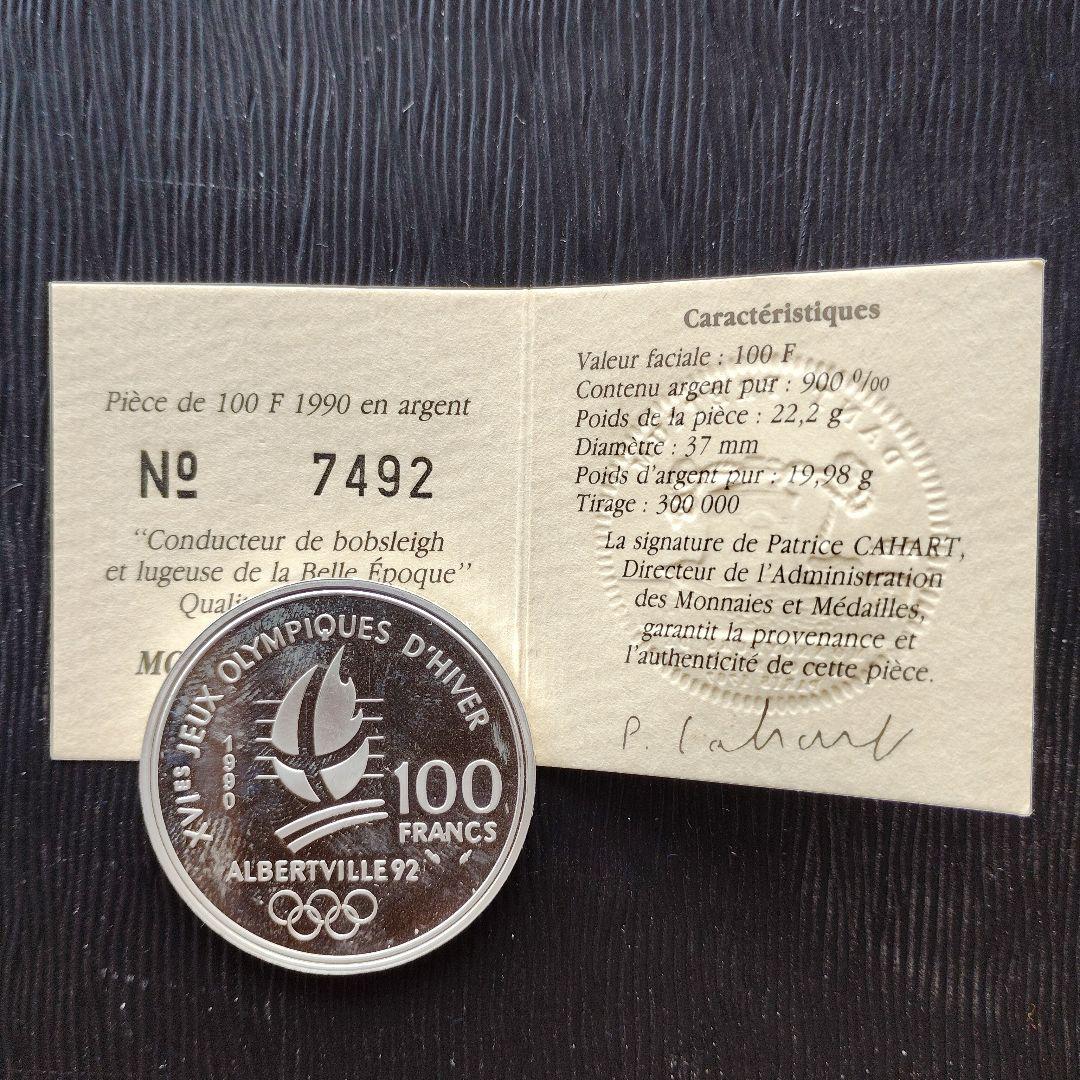 Pièce de 100 F 1990 en argent
Nº 7492
"Conducteur de bobsleigh
et lugeuse de la Belle Époque"
Caractéristiques
Valeur faciale : 100 F
Contenu argent pur : 900 ⁰/₀₀
Poids de la pièce : 22,2 g
Diamètre : 37 mm
Poids d'argent pur : 19,98 g
Tirage : 300 000
La signature de Patrice CAHART,
Directeur de l'Administration
des Monnaies et Médailles,
garantit la provenance et
l'authenticité de cette pièce.
P. Cahart
XVIES JEUX OLYMPIQUES D'HIVER
1990
100
FRANCS
ALBERTVILLE 92